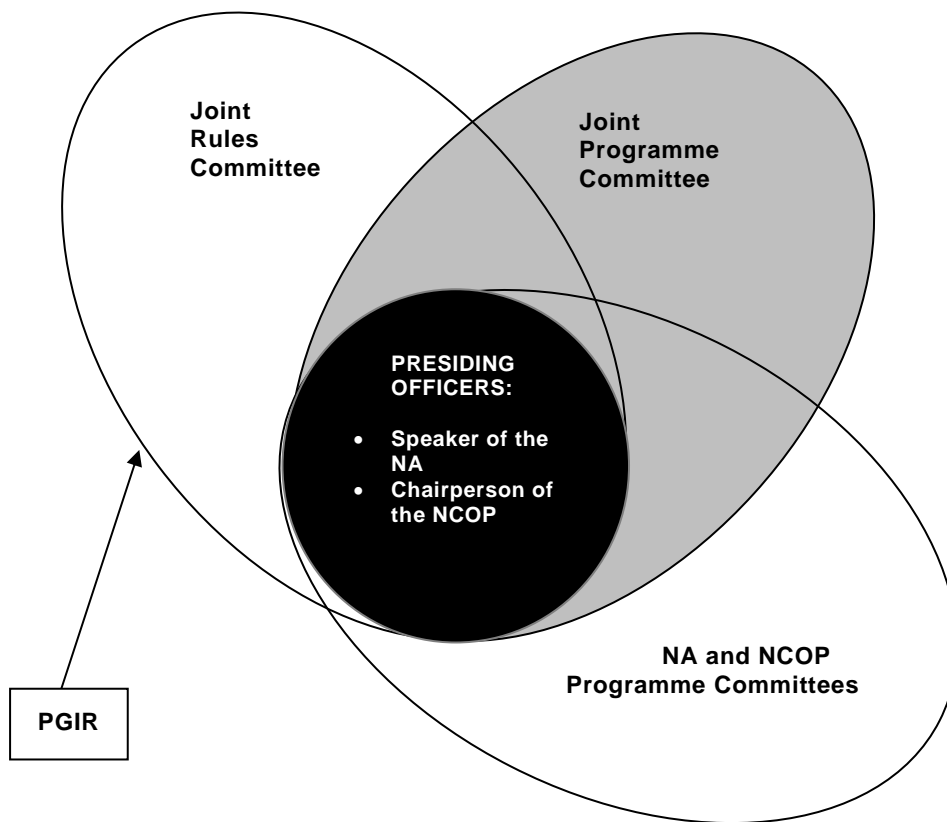 Joint
Rules
Committee
Joint
Programme
Committee
PRESIDING
OFFICERS:
• Speaker of the
NA
• Chairperson of
the NCOP
NA and NCOP
Programme Committees
PGIR